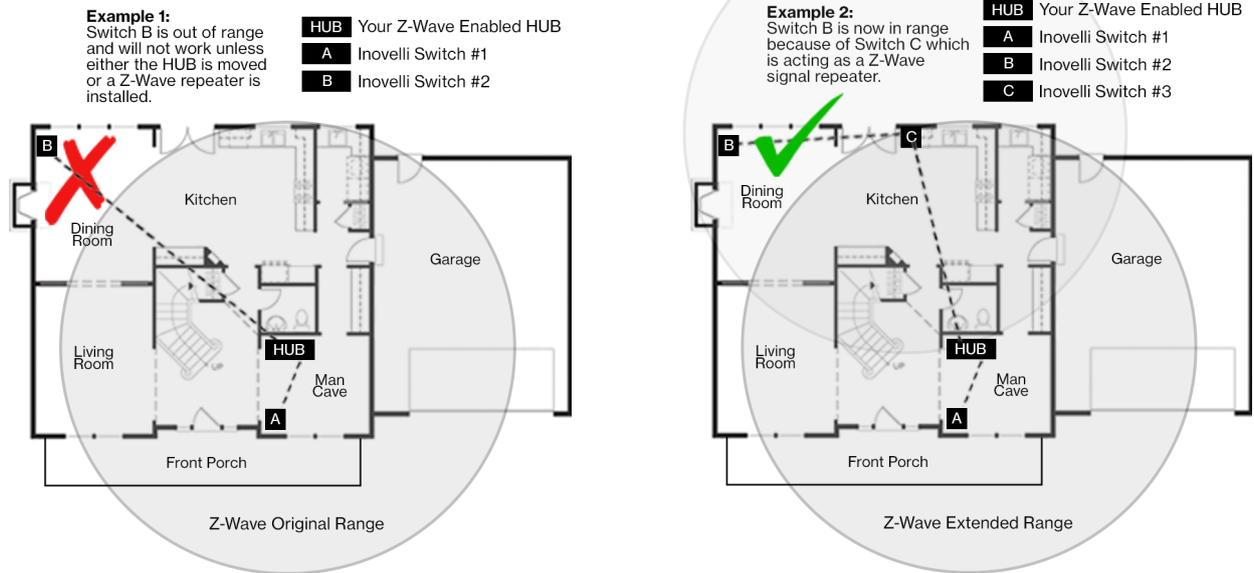 Example 1:
Switch B is out of range
and will not work unless
either the HUB is moved
or a Z-Wave repeater is
installed.
HUB Your Z-Wave Enabled HUB
A Inovelli Switch #1
B Inovelli Switch #2
B
Kitchen
Dining
Room
Garage
HUB
Living
Room
Man
Cave
A
Front Porch
Z-Wave Original Range
Example 2:
Switch B is now in range
because of Switch C which
is acting as a Z-Wave
signal repeater.
HUB Your Z-Wave Enabled HUB
A Inovelli Switch #1
B Inovelli Switch #2
C Inovelli Switch #3
B
C
Dining
Room
Kitchen
Garage
HUB
Living
Room
Man
Cave
A
Front Porch
Z-Wave Extended Range